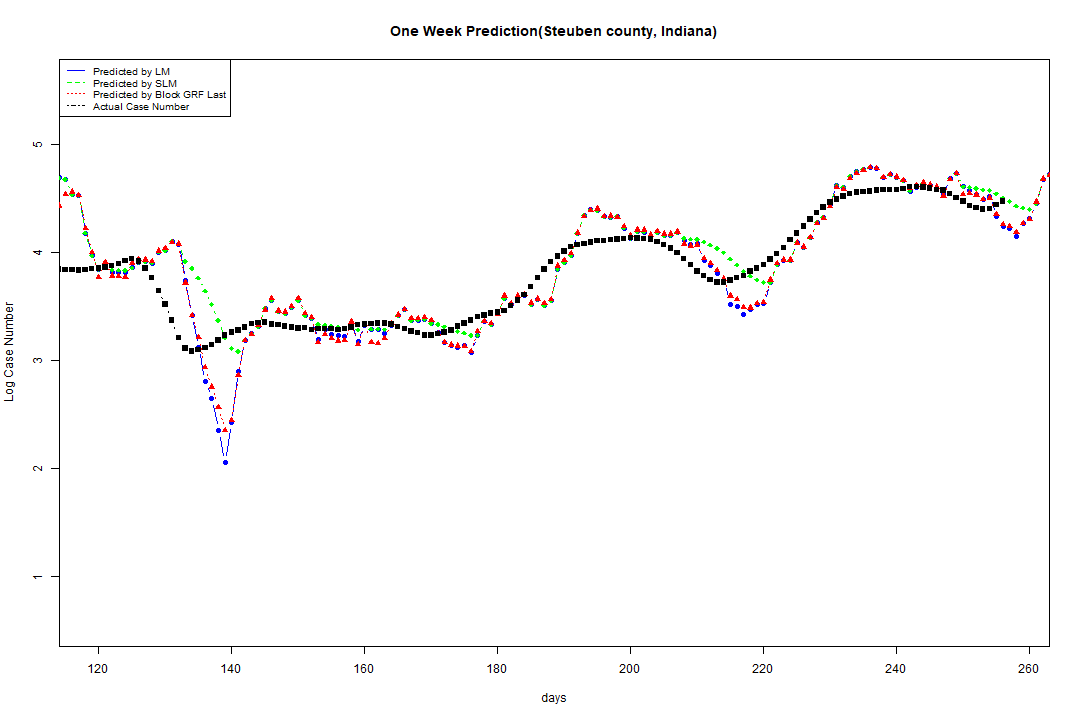 One Week Prediction(Steuben county, Indiana)
Predicted by LM
Predicted by SLM
Predicted by Block GRF Last
Actual Case Number
5
4
3
2
1
Log Case Number
120 140 160 180 200 220 240 260
days